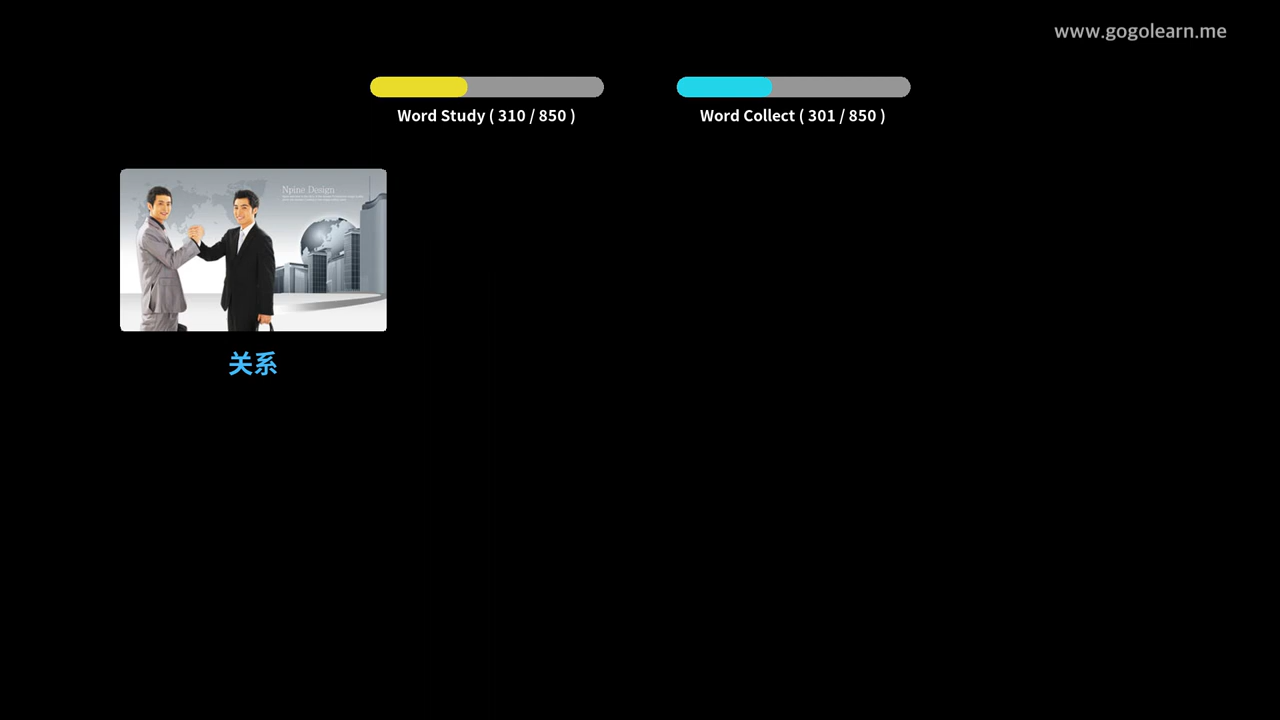 www.gogolearn.me
Word Study ( 310 / 850 )
Word Collect ( 301 / 850 )
Npine Design
关系